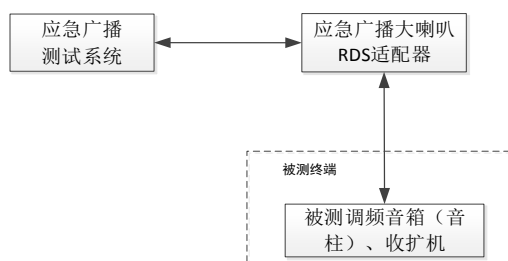 应急广播
测试系统
应急广播大喇叭
RDS适配器
被测终端
被测调频音箱（音
柱）、收扩机